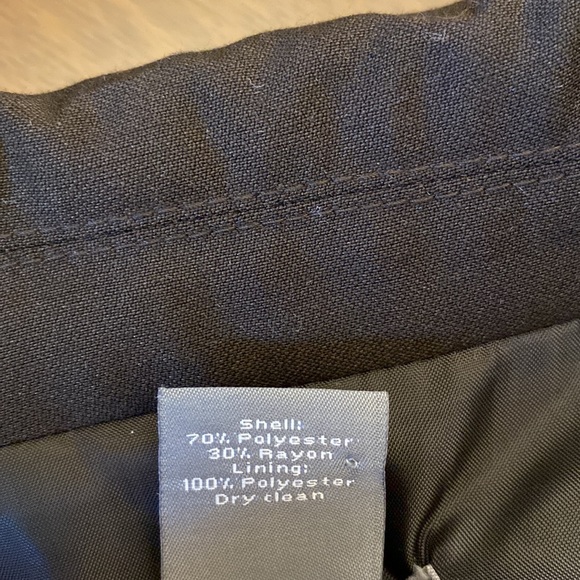 Shell:
70% Polyester
30% Rayon
Lining:
100% Polyester
Dry clean